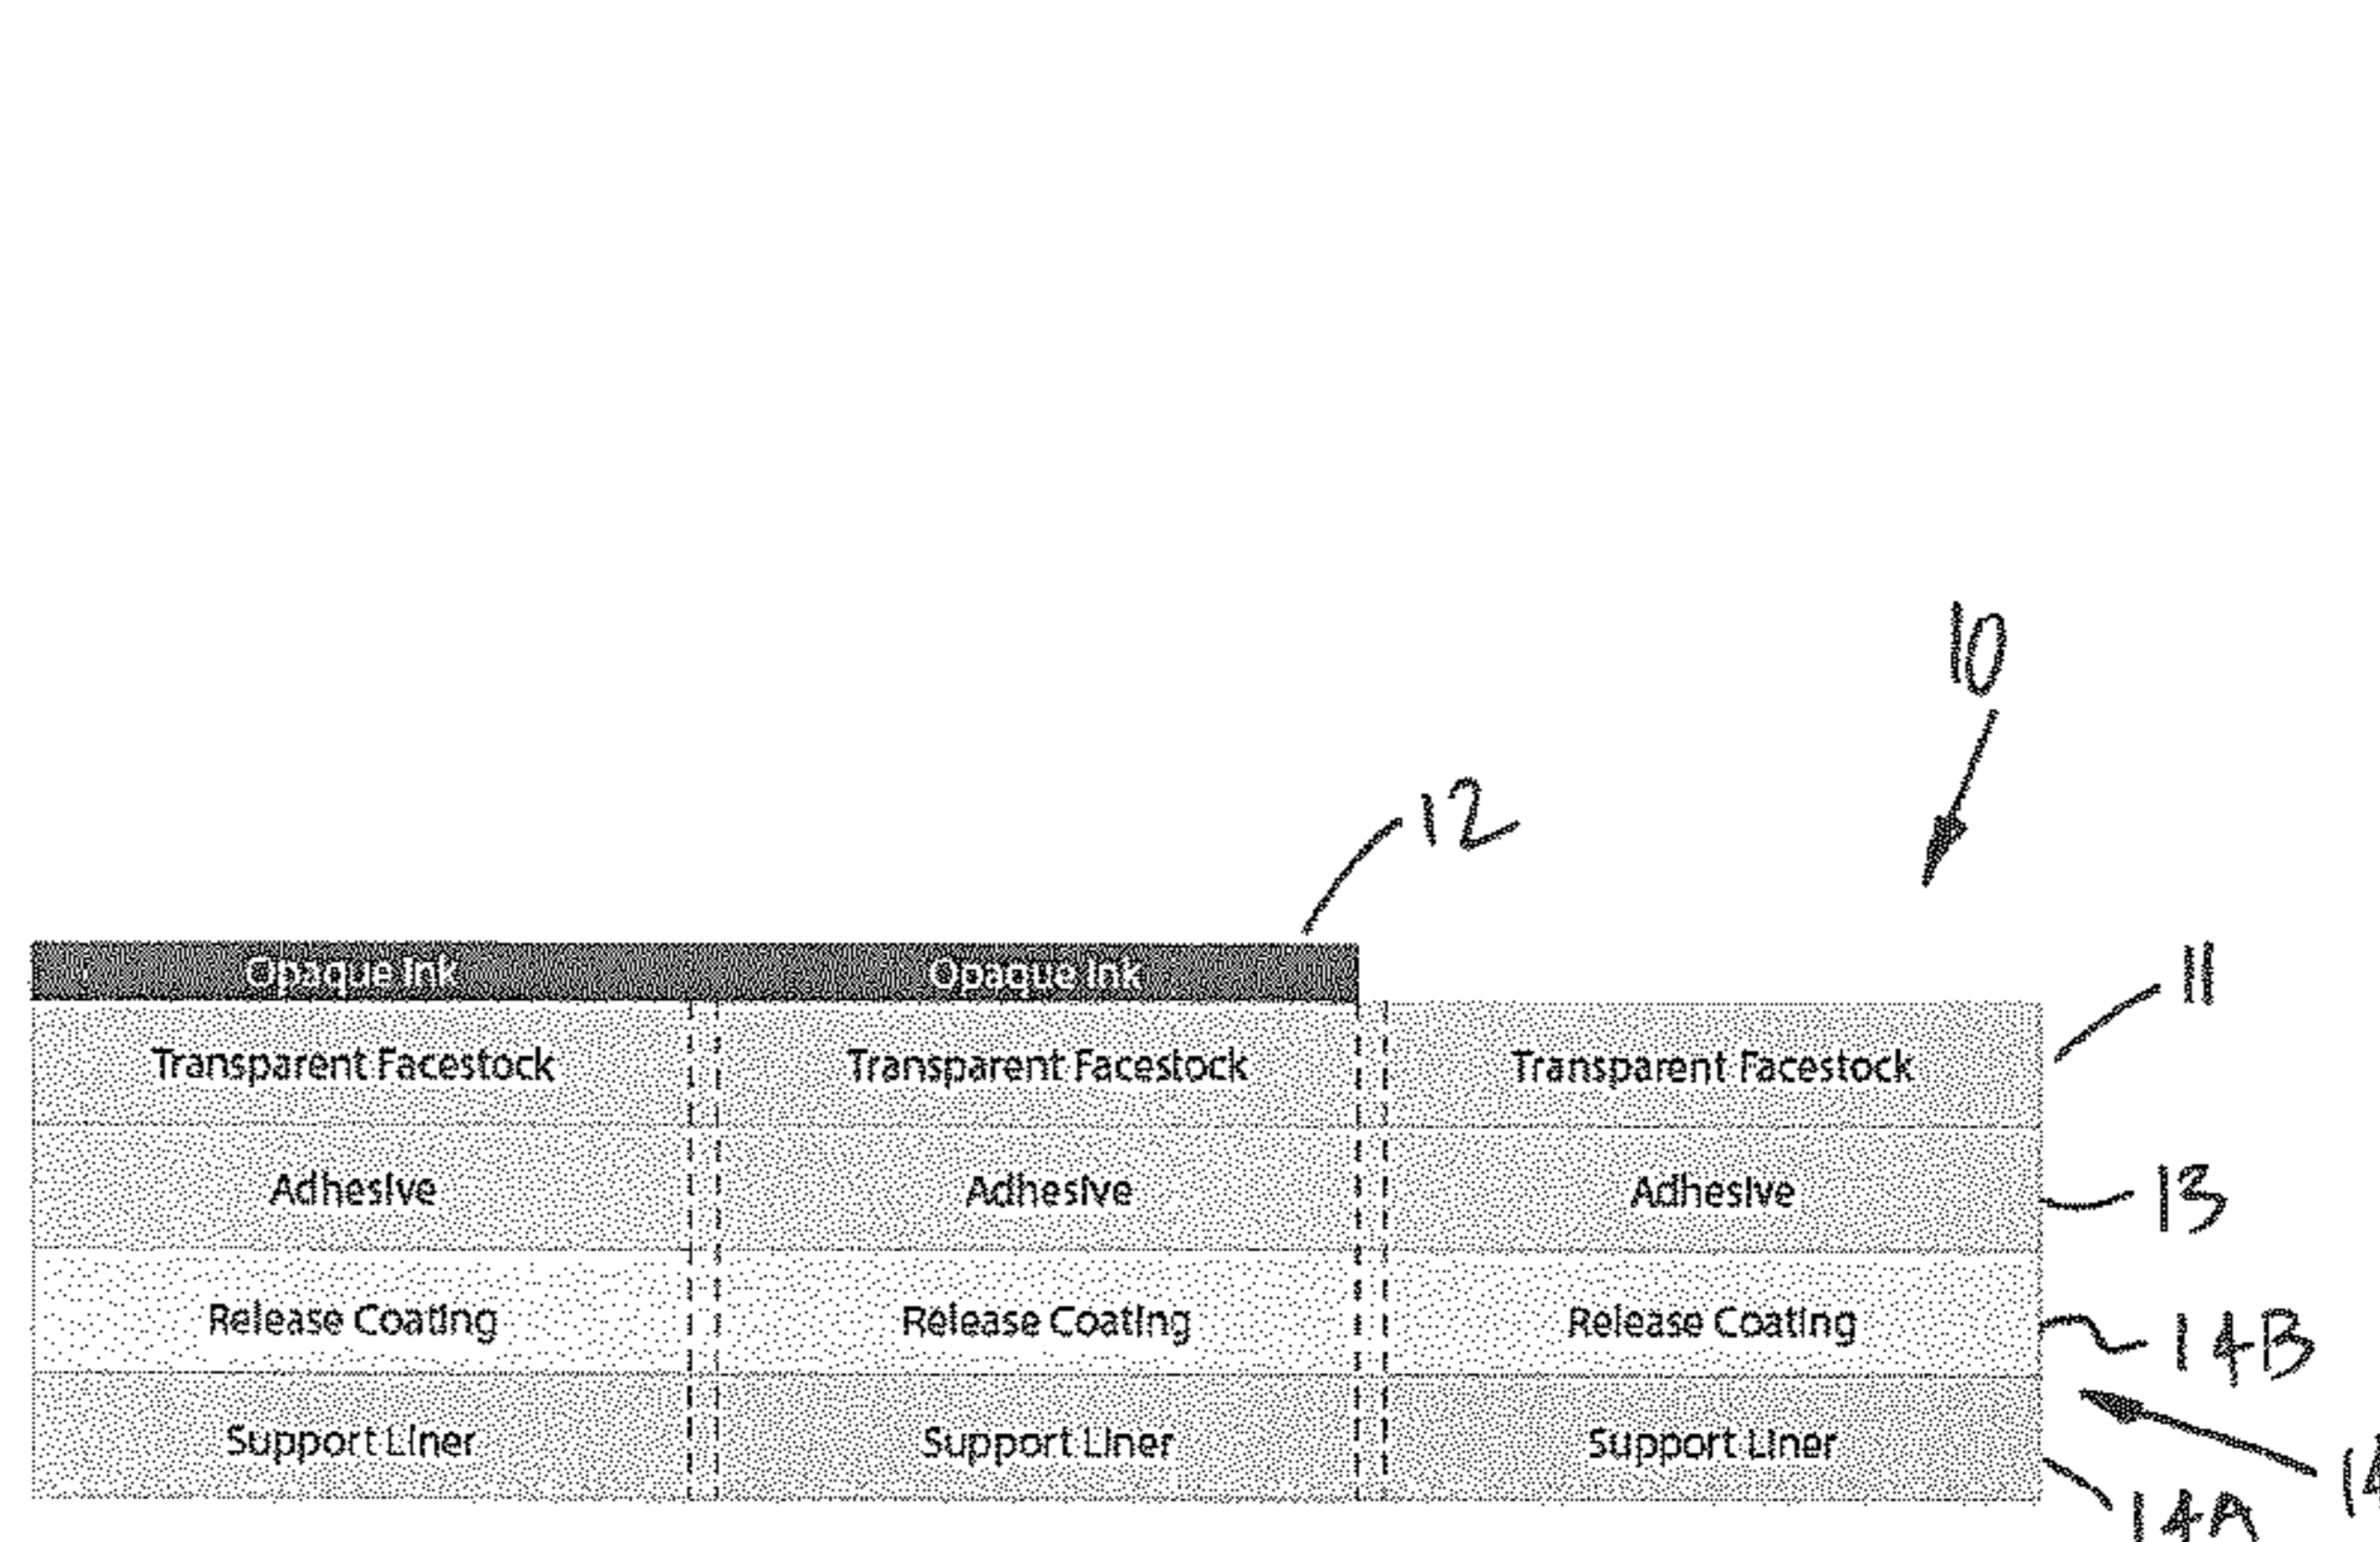 10
12
Opaque Ink Opaque Ink
11
Transparent Facestock Transparent Facestock Transparent Facestock
Adhesive Adhesive Adhesive
13
Release Coating Release Coating Release Coating
14B
Support Liner Support Liner Support Liner
14A